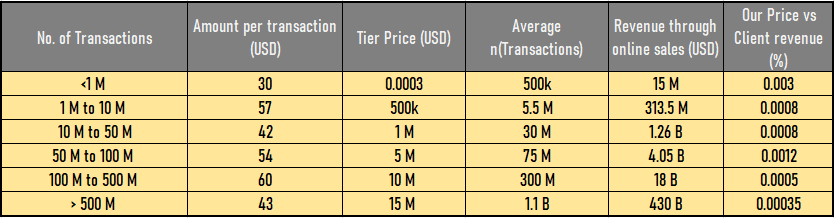 No. of Transactions Amount per transaction (USD) Tier Price (USD) Average n(Transactions) Revenue through online sales (USD) Our Price vs Client revenue (%)
<1 M 30 0.0003 500k 15 M 0.003
1 M to 10 M 57 500k 5.5 M 313.5 M 0.0008
10 M to 50 M 42 1 M 30 M 1.26 B 0.0008
50 M to 100 M 54 5 M 75 M 4.05 B 0.0012
100 M to 500 M 60 10 M 300 M 18 B 0.0005
> 500 M 43 15 M 1.1 B 430 B 0.00035